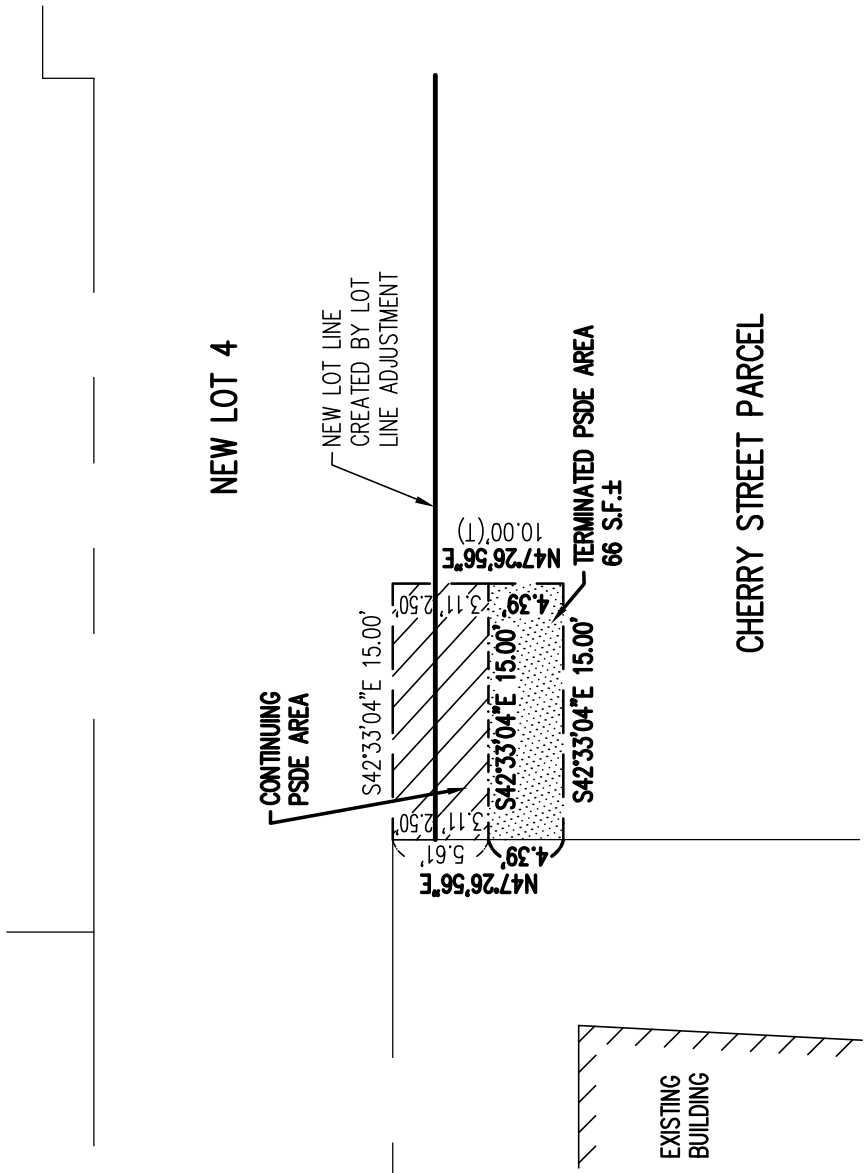 NEW LOT 4
NEW LOT LINE
CREATED BY LOT
LINE ADJUSTMENT
CONTINUING
PSDE AREA
S42°33'04"E 15.00'
2.50'
3.11'
2.50'
3.11'
5.61'
N47°26'56"E
4.39'
S42°33'04"E 15.00'
4.39'
N47°26'56"E
10.00'(T)
S42°33'04"E 15.00'
TERMINATED PSDE AREA
66 S.F.±
CHERRY STREET PARCEL
EXISTING
BUILDING